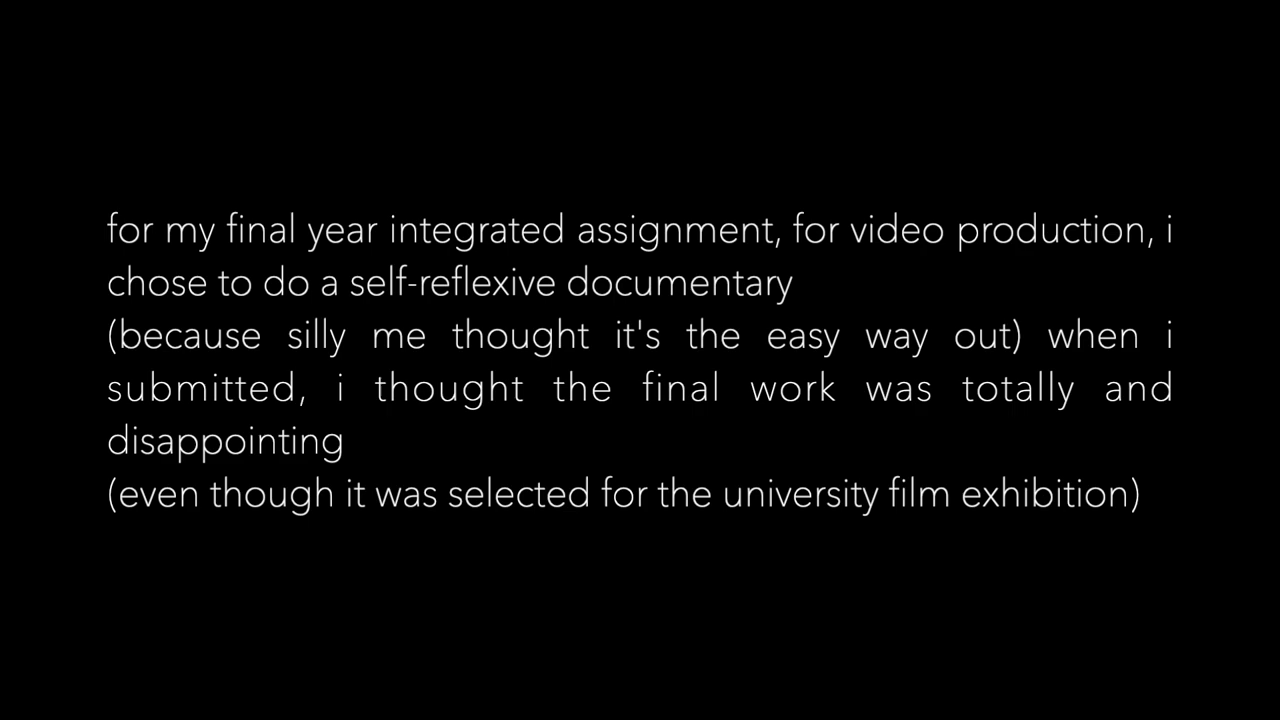 for my final year integrated assignment, for video production, i
chose to do a self-reflexive documentary
(because silly me thought it's the easy way out) when i
submitted, i thought the final work was totally and
disappointing
(even though it was selected for the university film exhibition)